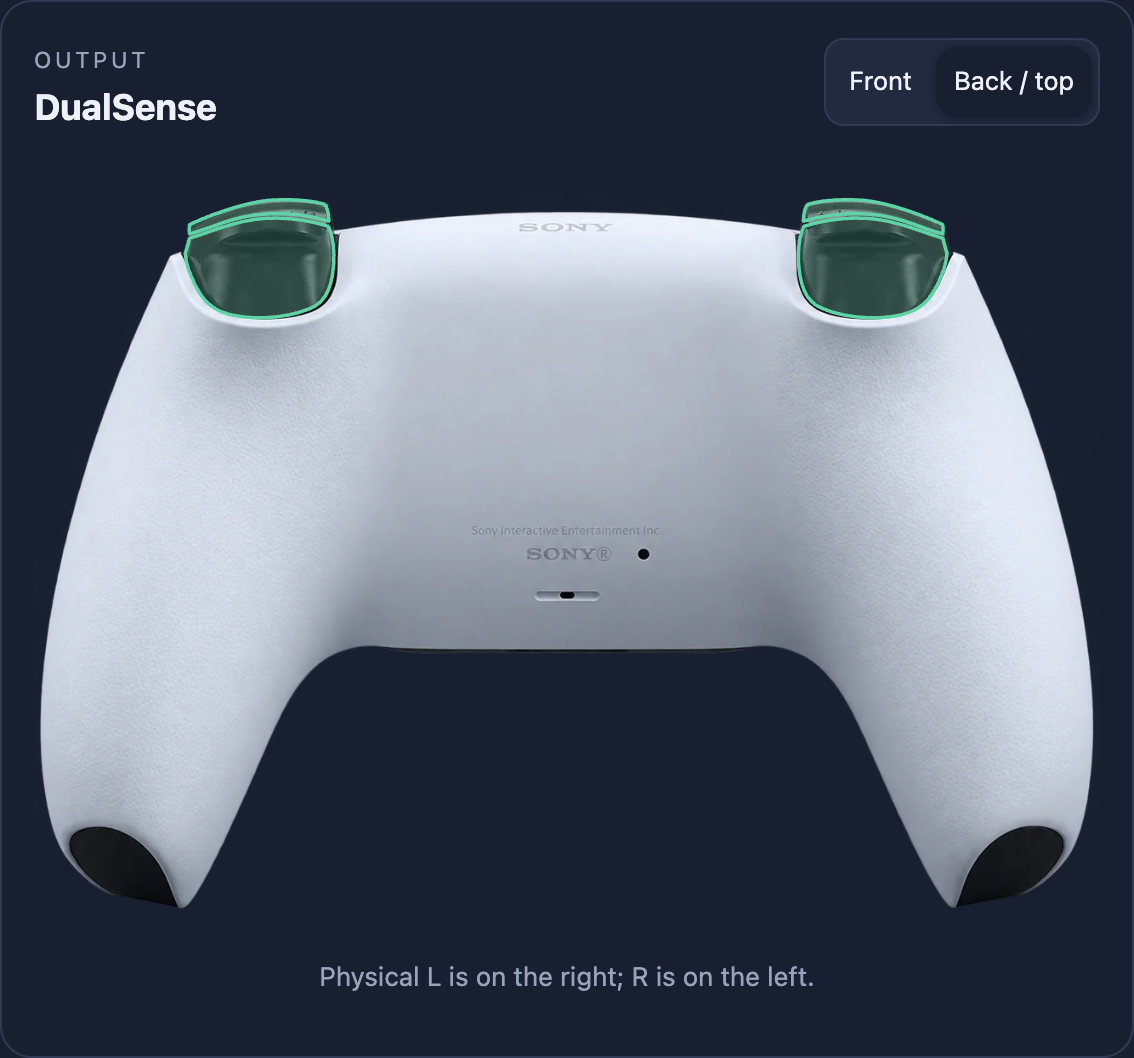 OUTPUT
DualSense
Front
Back / top
SONY
Sony Interactive Entertainment Inc.
SONY®
Physical L is on the right; R is on the left.